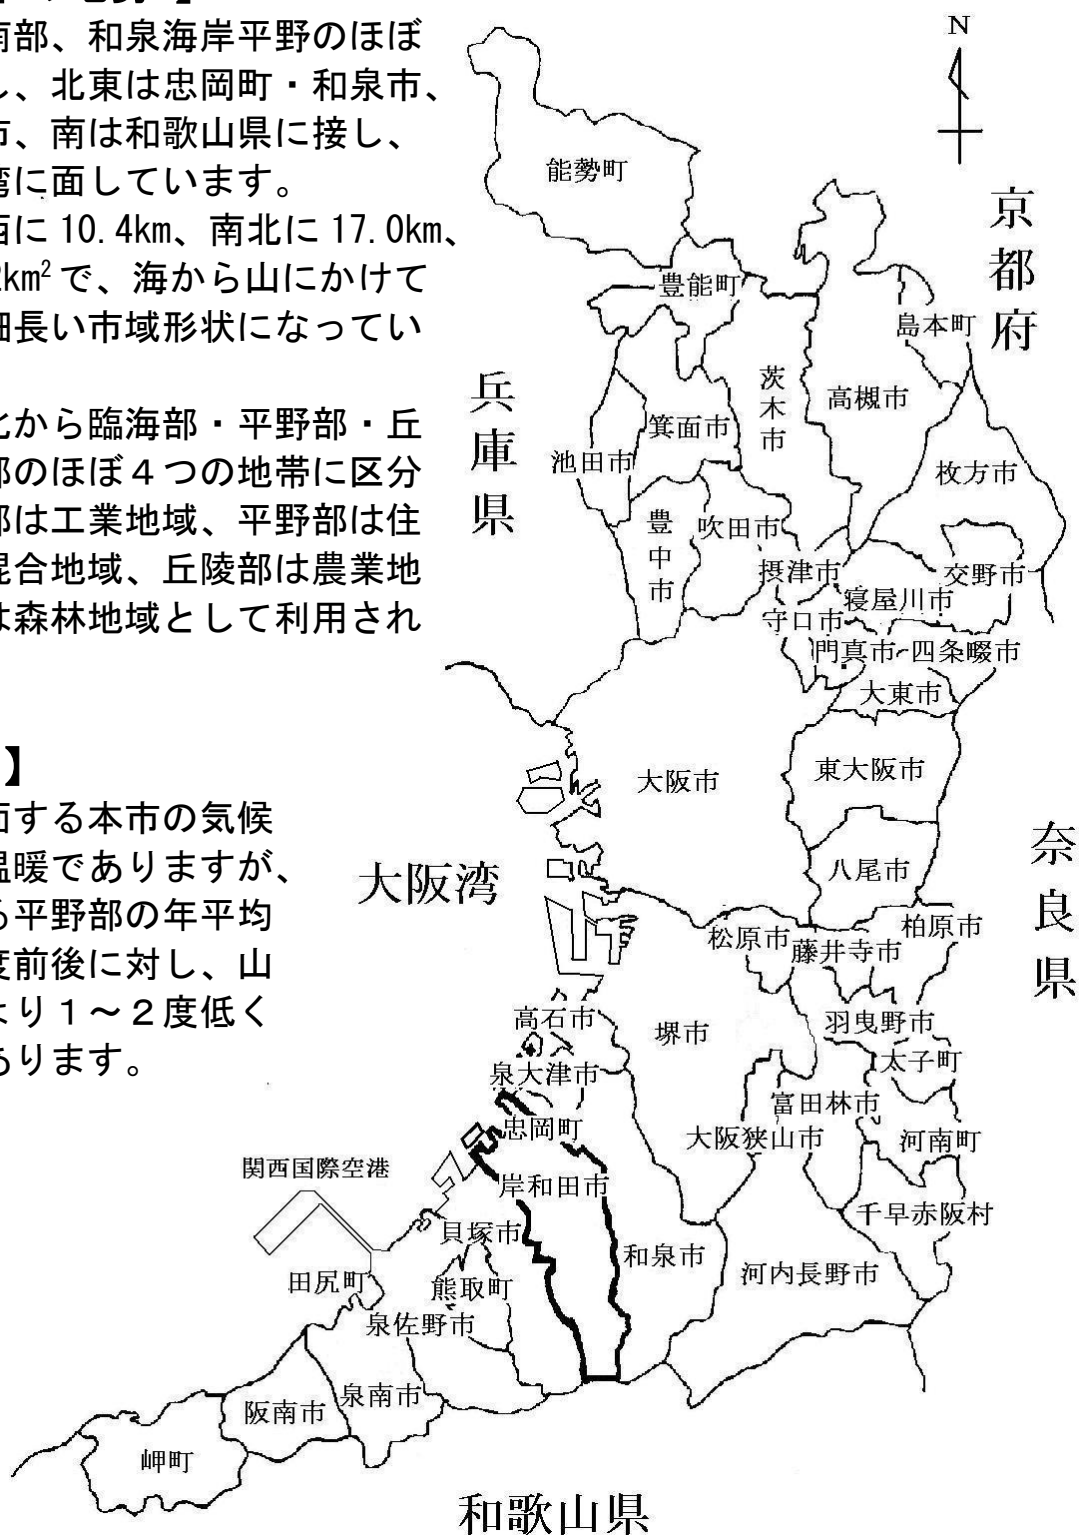 南部、和泉海岸平野のほぼ
し、北東は忠岡町・和泉市、
市、南は和歌山県に接し、
湾に面しています。
西に 10.4km、南北に 17.0km、
km²で、海から山にかけて
細長い市域形状になってい
から臨海部・平野部・丘
部のほぼ４つの地帯に区分
部は工業地域、平野部は住
混合地域、丘陵部は農業地
は森林地域として利用され
】
面する本市の気候
温暖でありますが、
る平野部の年平均
度前後に対し、山
より１～２度低く
あります。
N
京都府
兵庫県
奈良県
大阪湾
和歌山県
関西国際空港
能勢町
豊能町
島本町
茨木市
高槻市
箕面市
池田市
枚方市
豊中市
吹田市
摂津市
交野市
寝屋川市
守口市
門真市
四条畷市
大東市
大阪市
東大阪市
八尾市
柏原市
松原市
藤井寺市
高石市
堺市
羽曳野市
太子町
泉大津市
富田林市
忠岡町
大阪狭山市
河南町
岸和田市
千早赤阪村
貝塚市
和泉市
河内長野市
田尻町
熊取町
泉佐野市
泉南市
阪南市
岬町